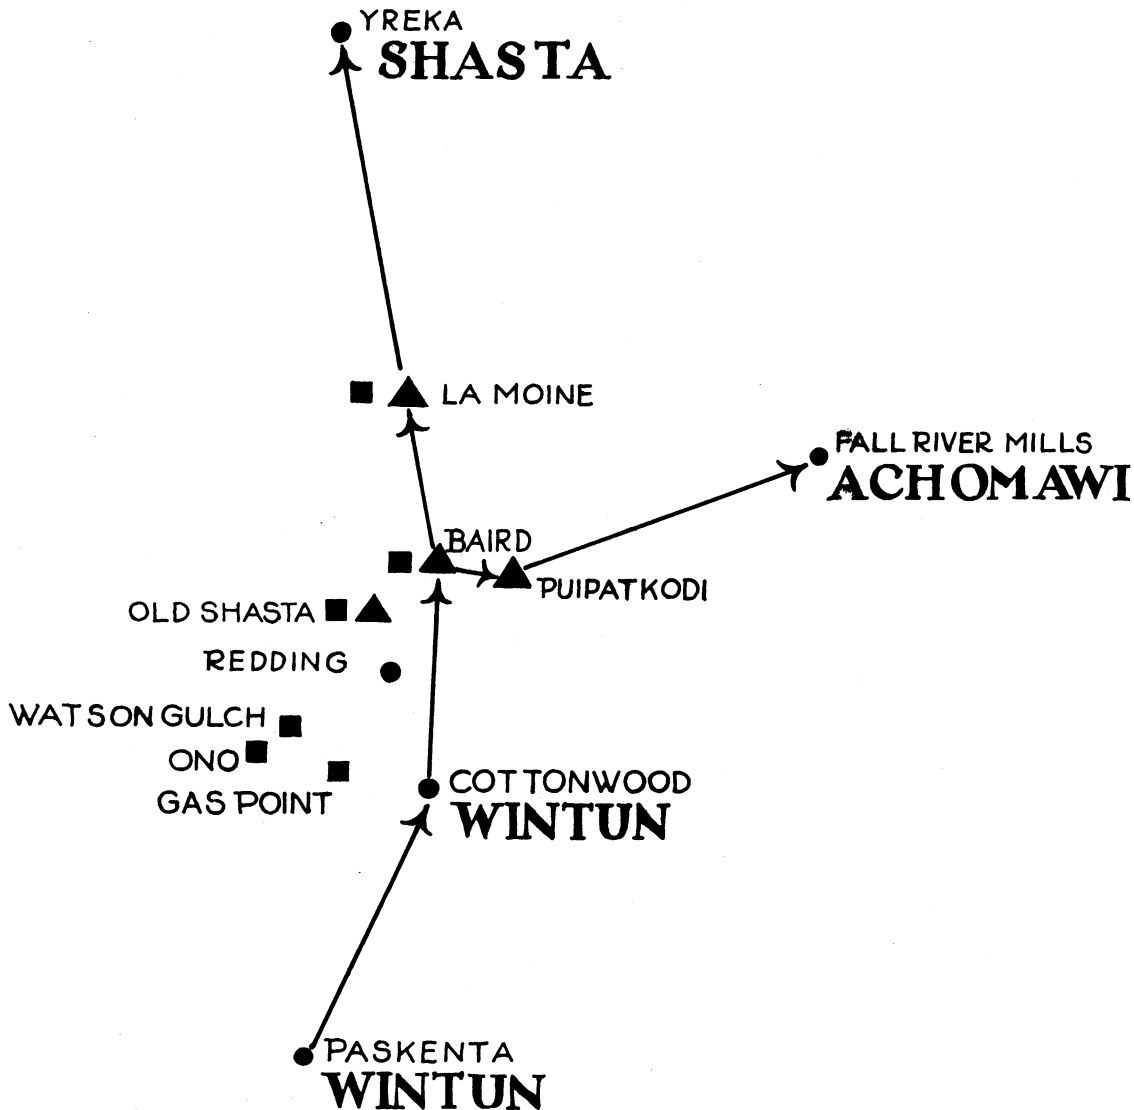 YREKA
SHASTA
LA MOINE
FALL RIVER MILLS
ACHOMAWI
BAIRD
PUIPATKODI
OLD SHASTA
REDDING
WATSON GULCH
ONO
GAS POINT
COTTONWOOD
WINTUN
PASKENTA
WINTUN